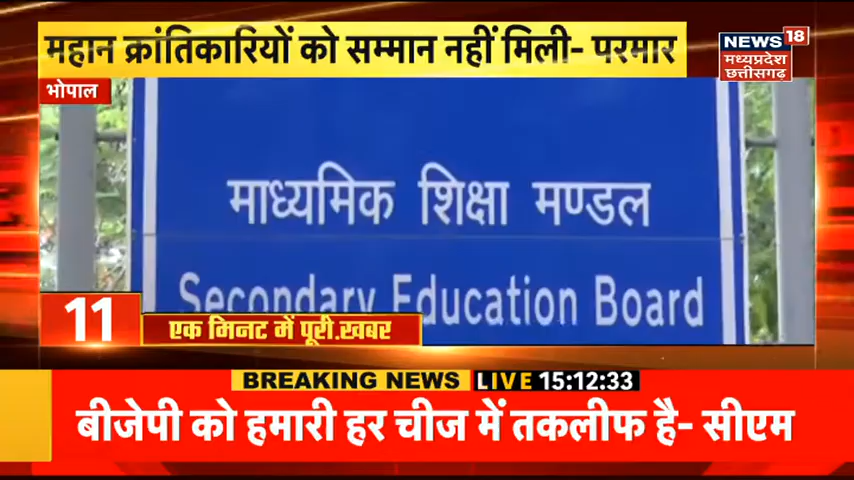 महान क्रांतिकारियों को सम्मान नहीं मिली- परमार
NEWS 18
मध्यप्रदेश
छत्तीसगढ़
भोपाल
माध्यमिक शिक्षा मण्डल
Secondary Education Board
11
एक मिनट में पूरी खबर
BREAKING NEWS LIVE 15:12:33
बीजेपी को हमारी हर चीज में तकलीफ है- सीएम